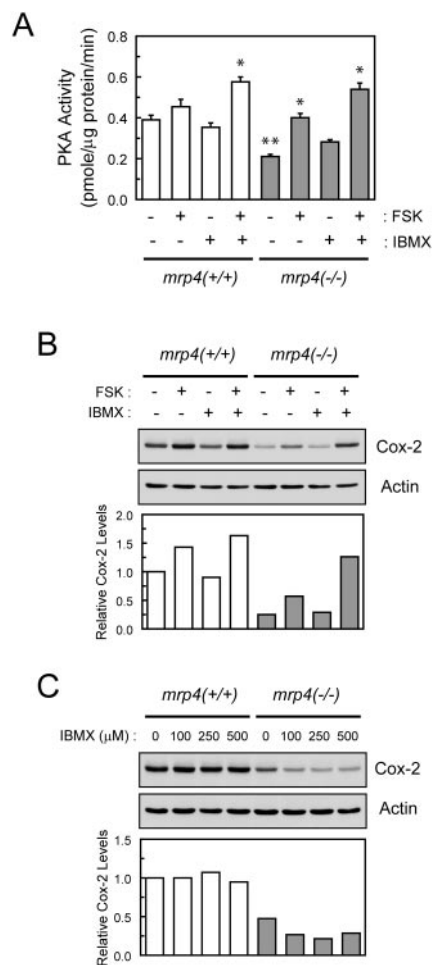 A
PKA Activity
(pmole/μg protein/min)
0.8
0.6
0.4
0.2
0.0
* ** * *
- + - + - + - + : FSK
- - + + - - + + : IBMX
mrp4(+/+) mrp4(-/-)
B
mrp4(+/+) mrp4(-/-)
FSK : - + - + - + - +
IBMX : - - + + - - + +
Cox-2
Actin
Relative Cox-2 Levels
2.0
1.5
1.0
0.5
0.0
C
mrp4(+/+) mrp4(-/-)
IBMX (μM) : 0 100 250 500 0 100 250 500
Cox-2
Actin
Relative Cox-2 Levels
1.0
0.5
0.0